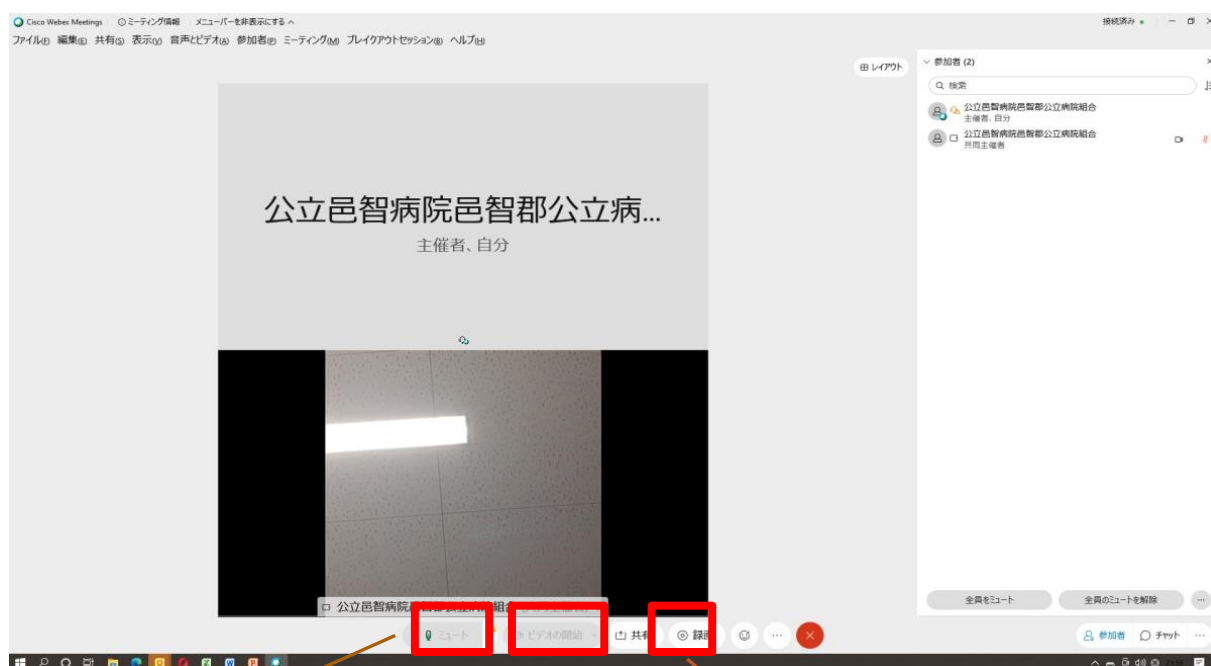 Cisco Webex Meetings ミーティング情報 メニューバーを非表示にする 接続済み
ファイル(F) 編集(E) 共有(S) 表示(V) 音声とビデオ(A) 参加者(P) ミーティング(M) ブレイクアウトセッション(B) ヘルプ(H)
レイアウト
参加者 (2)
検索
公立邑智病院邑智郡公立病院組合
主催者、自分
公立邑智病院邑智郡公立病院組合
共同主催者
公立邑智病院邑智郡公立病...
主催者、自分
公立邑智病院
組合
全員をミュート 全員のミュートを解除
ミュート ビデオの開始 共有 録画
参加者 チャット